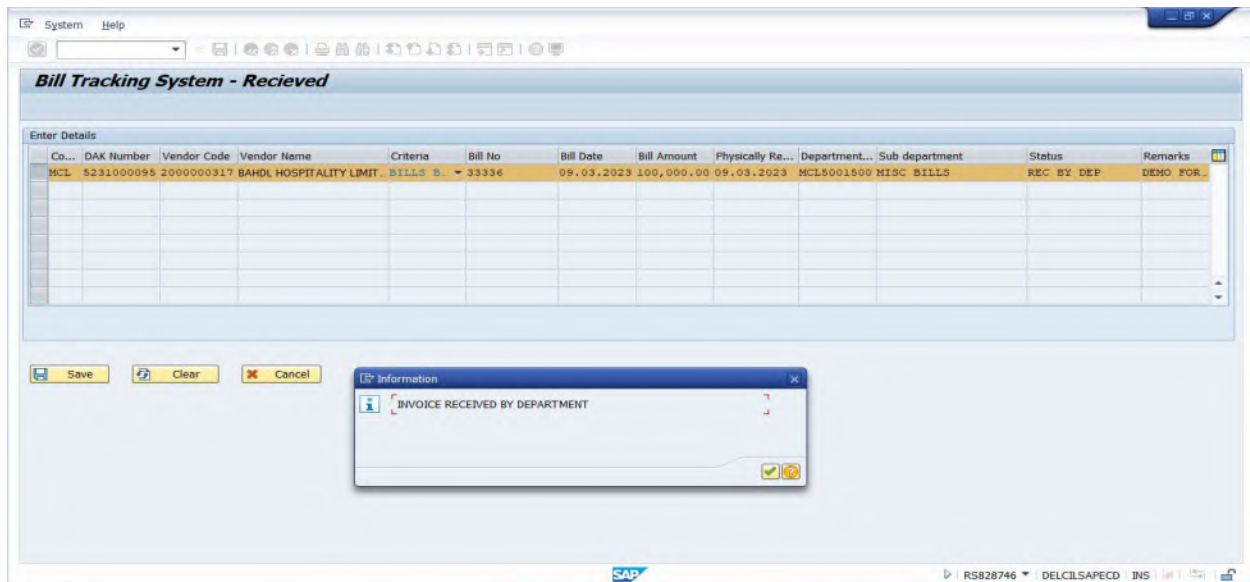 System Help
Bill Tracking System - Recieved
Enter Details
Co... DAK Number Vendor Code Vendor Name Criteria Bill No Bill Date Bill Amount Physically Re... Department... Sub department Status Remarks
MCL 5231000095 2000000317 BAHDL HOSPITALITY LIMIT.. BILLS B.. 33336 09.03.2023 100,000.00 09.03.2023 MCL5001500 MISC BILLS REC BY DEP DEMO FOR..
Save Clear Cancel
Information
INVOICE RECEIVED BY DEPARTMENT
SAP RS828746 DELCILSAPECD INS